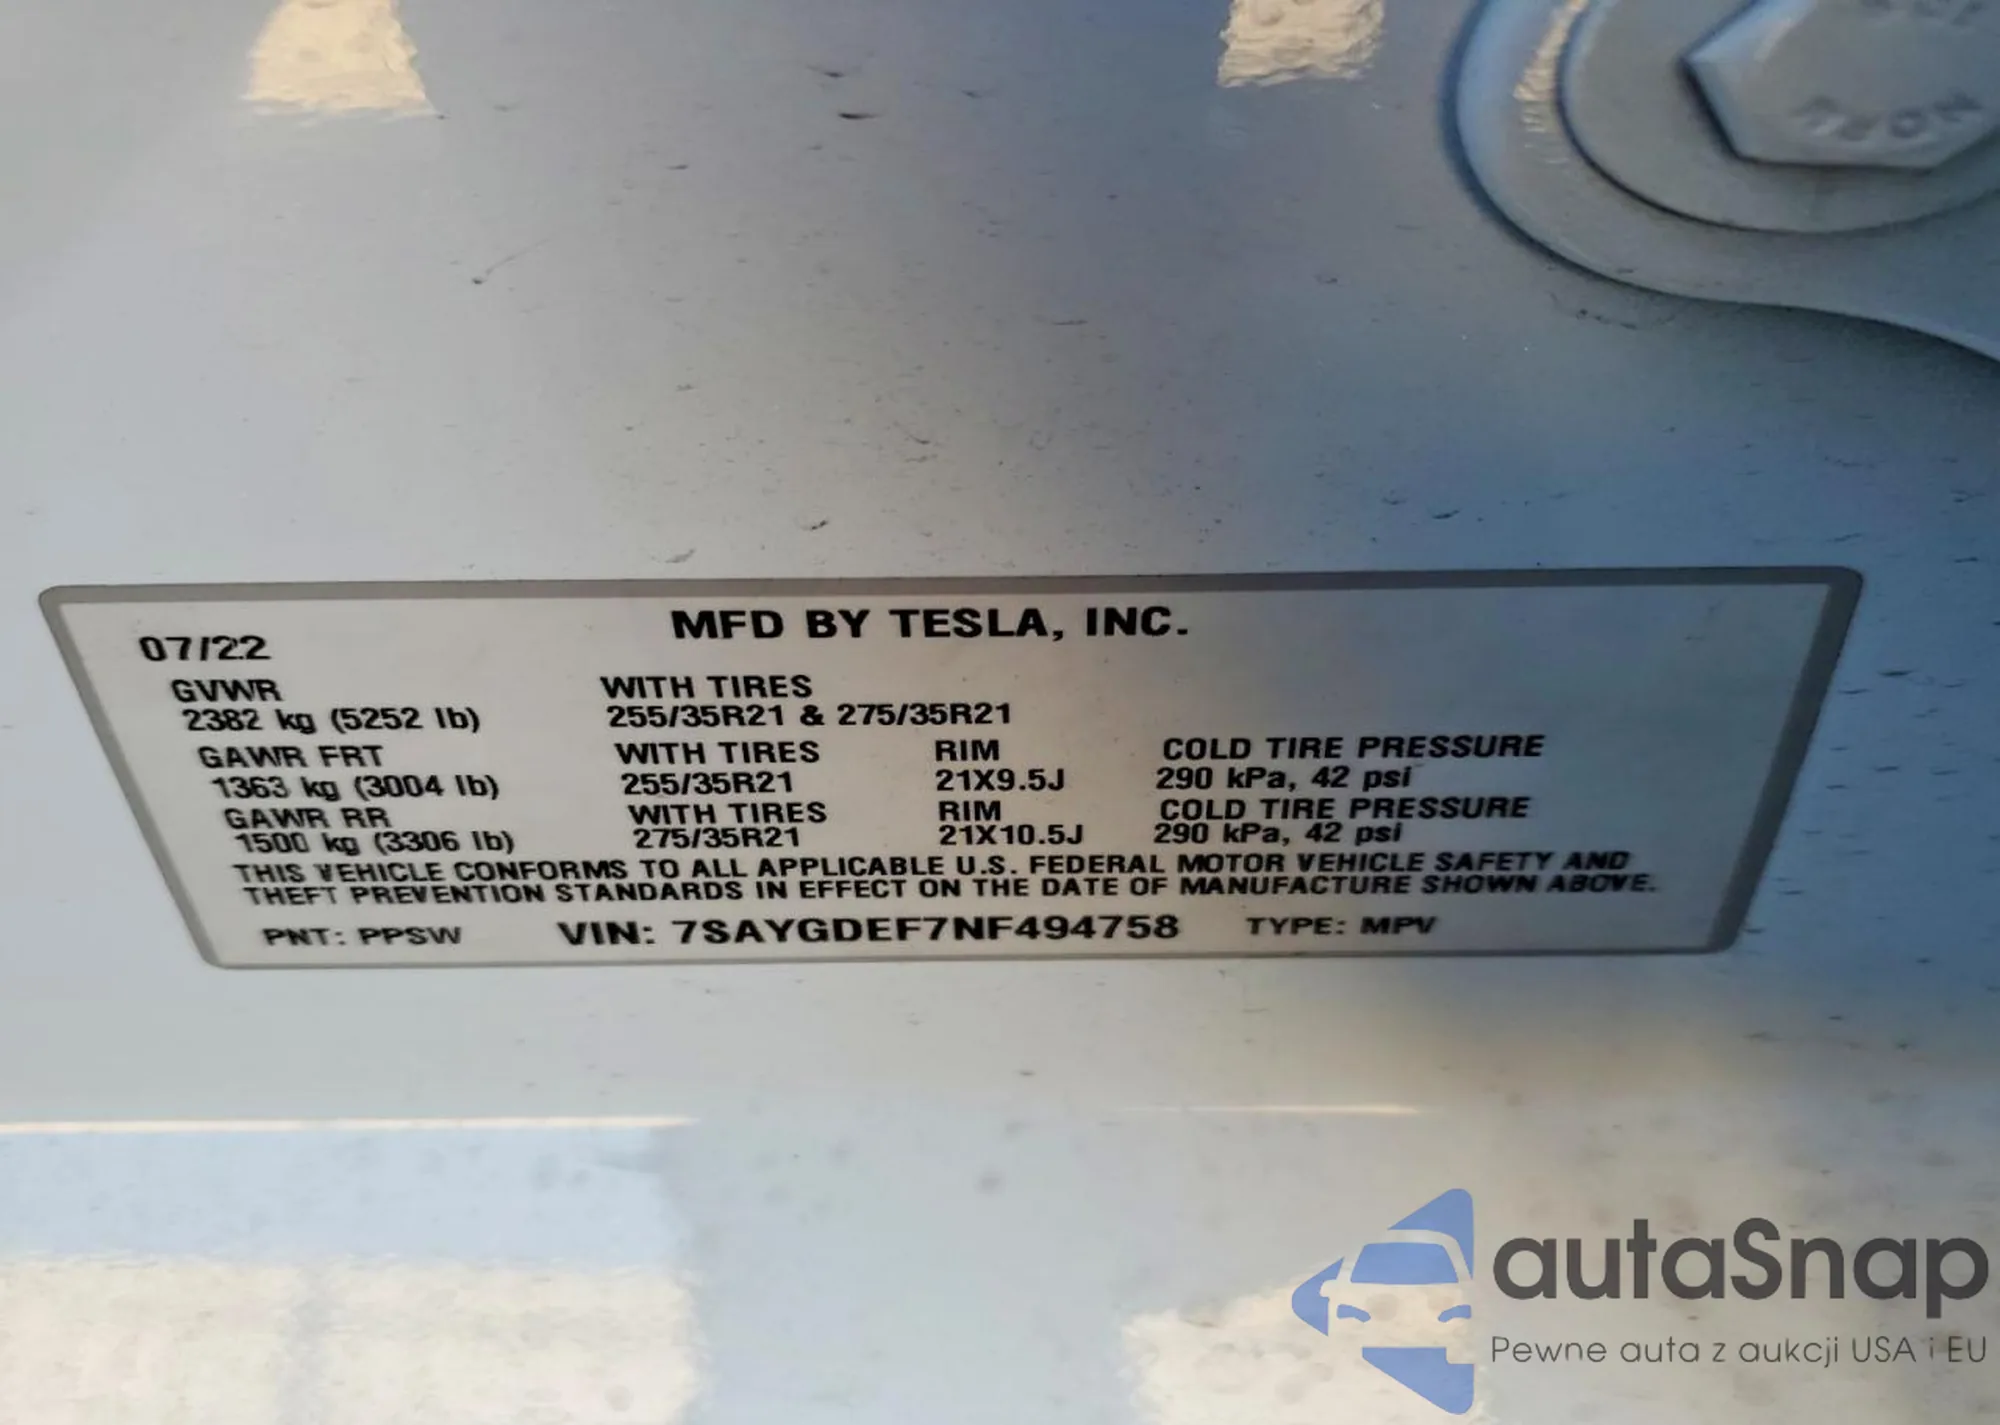 MFD BY TESLA, INC.
07/22
GVWR WITH TIRES
2382 kg (5252 lb) 255/35R21 & 275/35R21
GAWR FRT WITH TIRES RIM COLD TIRE PRESSURE
1363 kg (3004 lb) 255/35R21 21X9.5J 290 kPa, 42 psi
GAWR RR WITH TIRES RIM COLD TIRE PRESSURE
1500 kg (3306 lb) 275/35R21 21X10.5J 290 kPa, 42 psi
THIS VEHICLE CONFORMS TO ALL APPLICABLE U.S. FEDERAL MOTOR VEHICLE SAFETY AND
THEFT PREVENTION STANDARDS IN EFFECT ON THE DATE OF MANUFACTURE SHOWN ABOVE.
PNT: PPSW VIN: 7SAYGDEF7NF494758 TYPE: MPV
autaSnap
Pewne auta z aukcji USA i EU